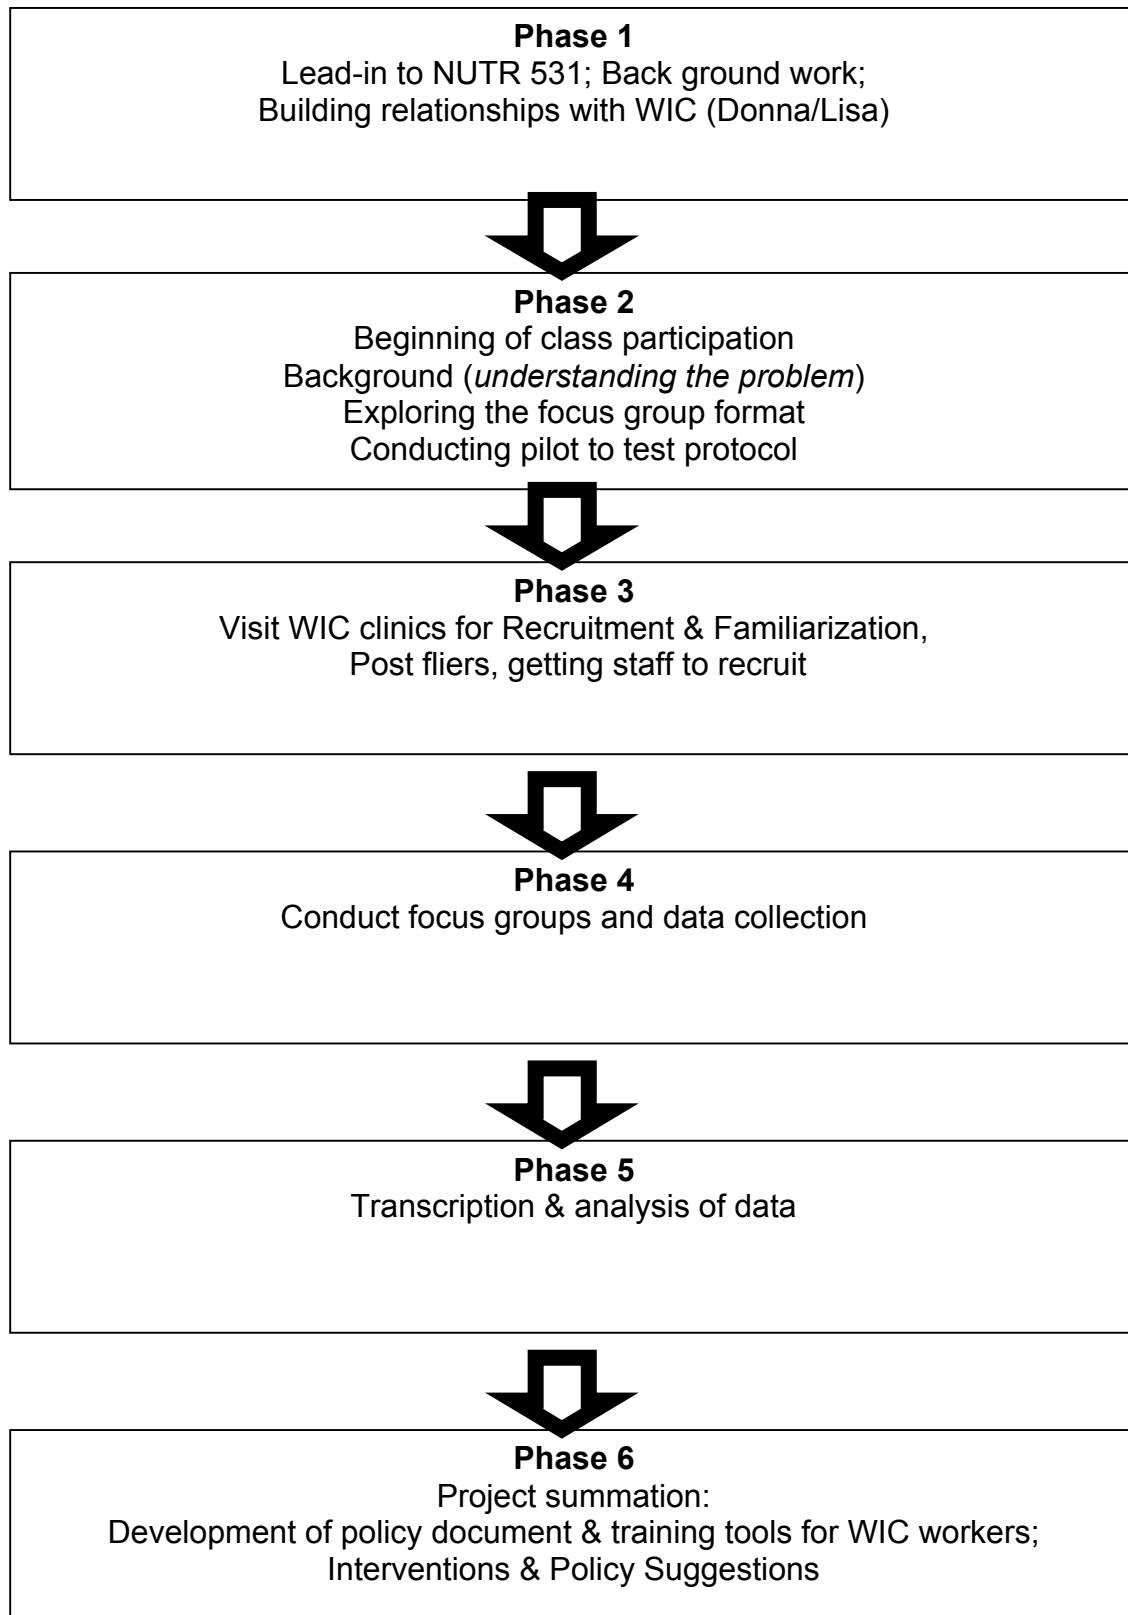 Phase 1
Lead-in to NUTR 531; Back ground work;
Building relationships with WIC (Donna/Lisa)
Phase 2
Beginning of class participation
Background (understanding the problem)
Exploring the focus group format
Conducting pilot to test protocol
Phase 3
Visit WIC clinics for Recruitment & Familiarization,
Post fliers, getting staff to recruit
Phase 4
Conduct focus groups and data collection
Phase 5
Transcription & analysis of data
Phase 6
Project summation:
Development of policy document & training tools for WIC workers;
Interventions & Policy Suggestions